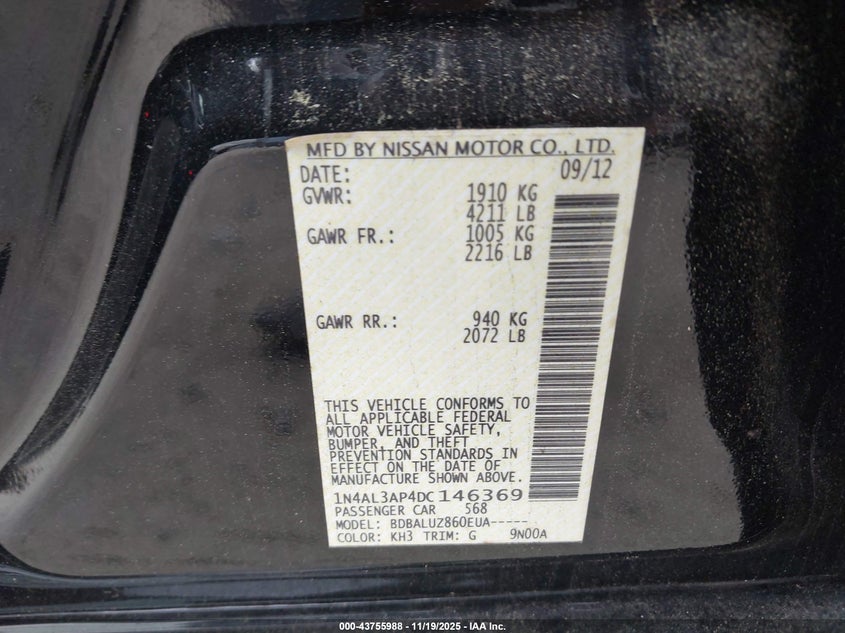 MFD BY NISSAN MOTOR CO., LTD.
DATE: 09/12
GVWR: 1910 KG
4211 LB
GAWR FR.: 1005 KG
2216 LB
GAWR RR.: 940 KG
2072 LB
THIS VEHICLE CONFORMS TO
ALL APPLICABLE FEDERAL
MOTOR VEHICLE SAFETY,
BUMPER, AND THEFT
PREVENTION STANDARDS IN
EFFECT ON THE DATE OF
MANUFACTURE SHOWN ABOVE.
1N4AL3AP4DC146369
PASSENGER CAR 568
MODEL: BDBALUZ860EUA-----
COLOR: KH3 TRIM: G 9N00A
000-43755988 - 11/19/2025 - IAA Inc.